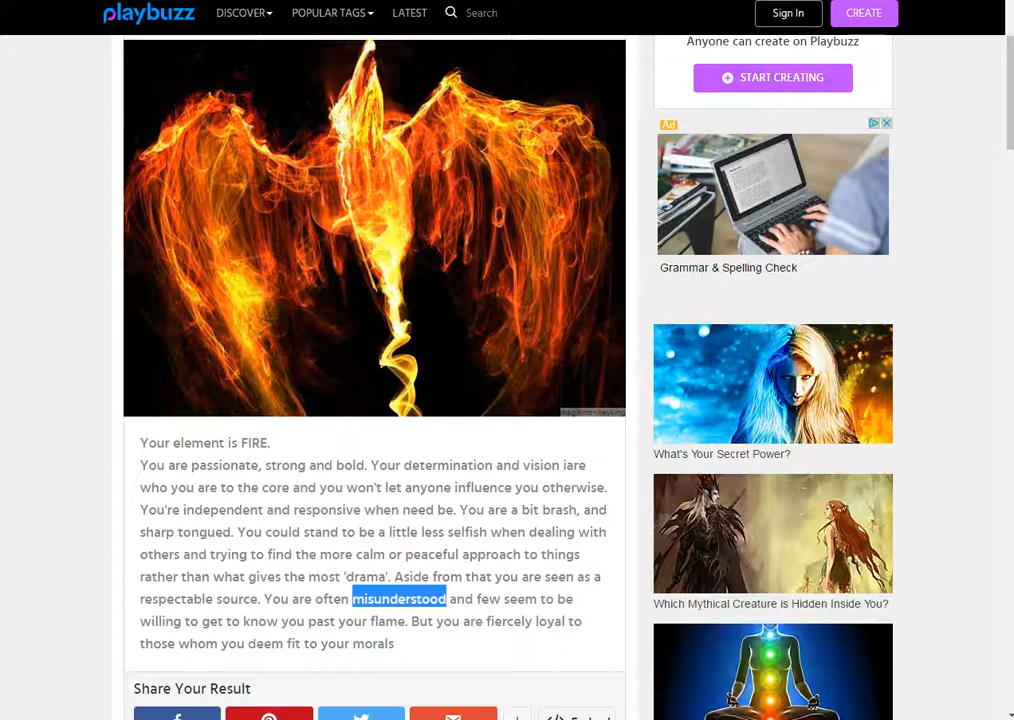 playbuzz DISCOVER POPULAR TAGS LATEST Search Sign In CREATE
Anyone can create on Playbuzz
START CREATING
Ad
Grammar & Spelling Check
magikmonkeyking
Your element is FIRE.
You are passionate, strong and bold. Your determination and vision iare
who you are to the core and you won't let anyone influence you otherwise.
You're independent and responsive when need be. You are a bit brash, and
sharp tongued. You could stand to be a little less selfish when dealing with
others and trying to find the more calm or peaceful approach to things
rather than what gives the most 'drama'. Aside from that you are seen as a
respectable source. You are often misunderstood and few seem to be
willing to get to know you past your flame. But you are fiercely loyal to
those whom you deem fit to your morals
What's Your Secret Power?
Which Mythical Creature is Hidden Inside You?
Share Your Result